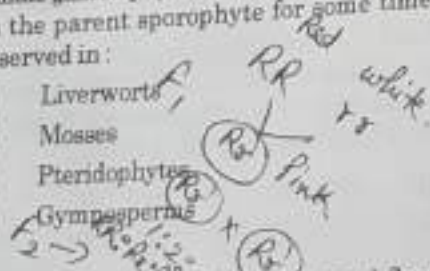 the parent sporophyte for some time
served in :
Red
RR
white
Liverworts F1
rr
Mosses
Rr
Pink
Pteridophytes
Rr
Gymnosperms
F2 →
×
Rr
1:2: